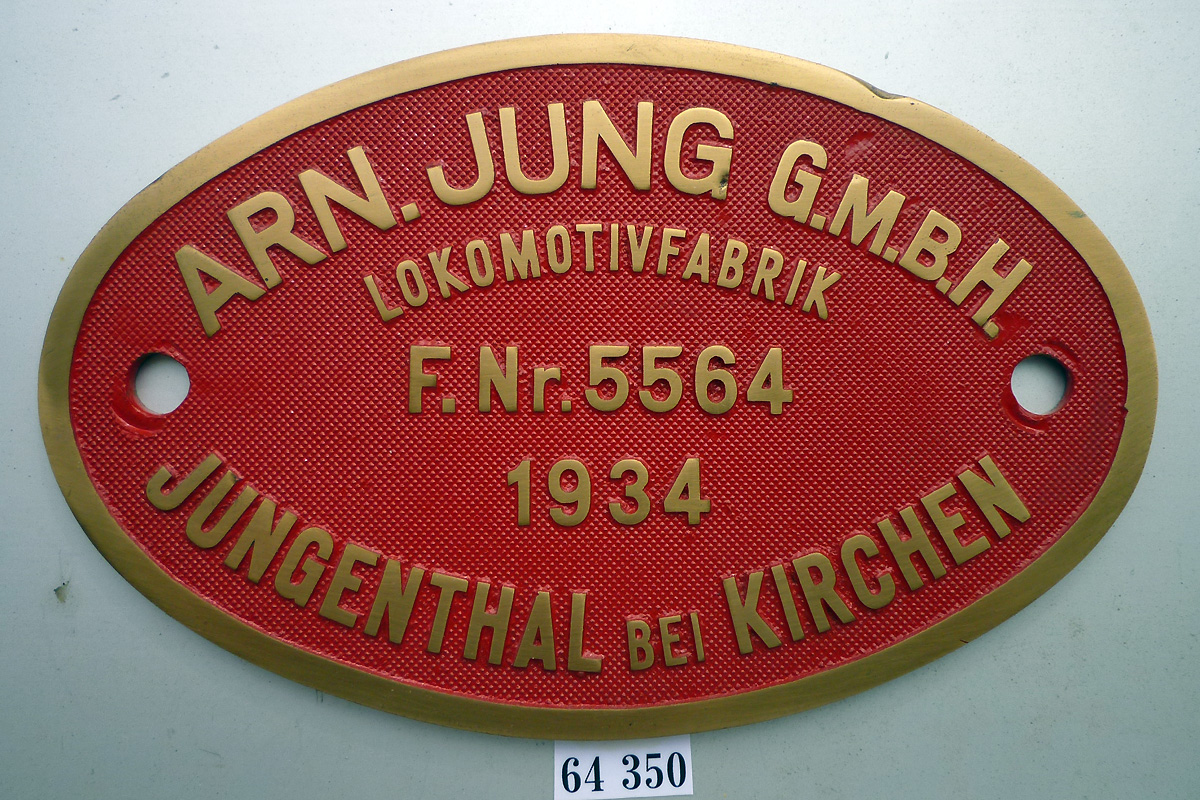 ARN. JUNG G.M.B.H.
LOKOMOTIVFABRIK
F. Nr. 5564
1934
JUNGENTHAL BEI KIRCHEN
64 350